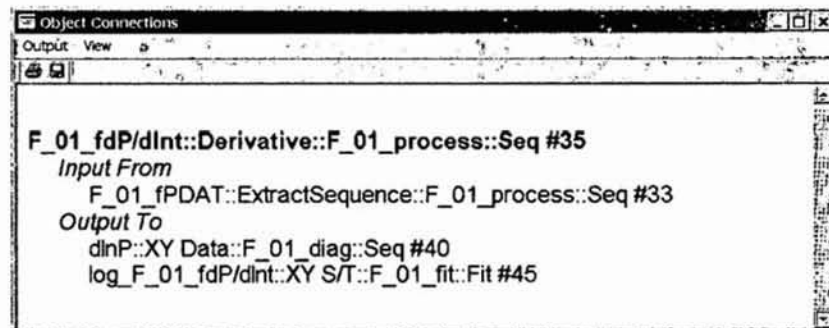 Object Connections
Output View
F_01_fdP/dlnt::Derivative::F_01_process::Seq #35
Input From
F_01_fPDAT::ExtractSequence::F_01_process::Seq #33
Output To
dlnP::XY Data::F_01_diag::Seq #40
log_F_01_fdP/dlnt::XY S/T::F_01_fit::Fit #45